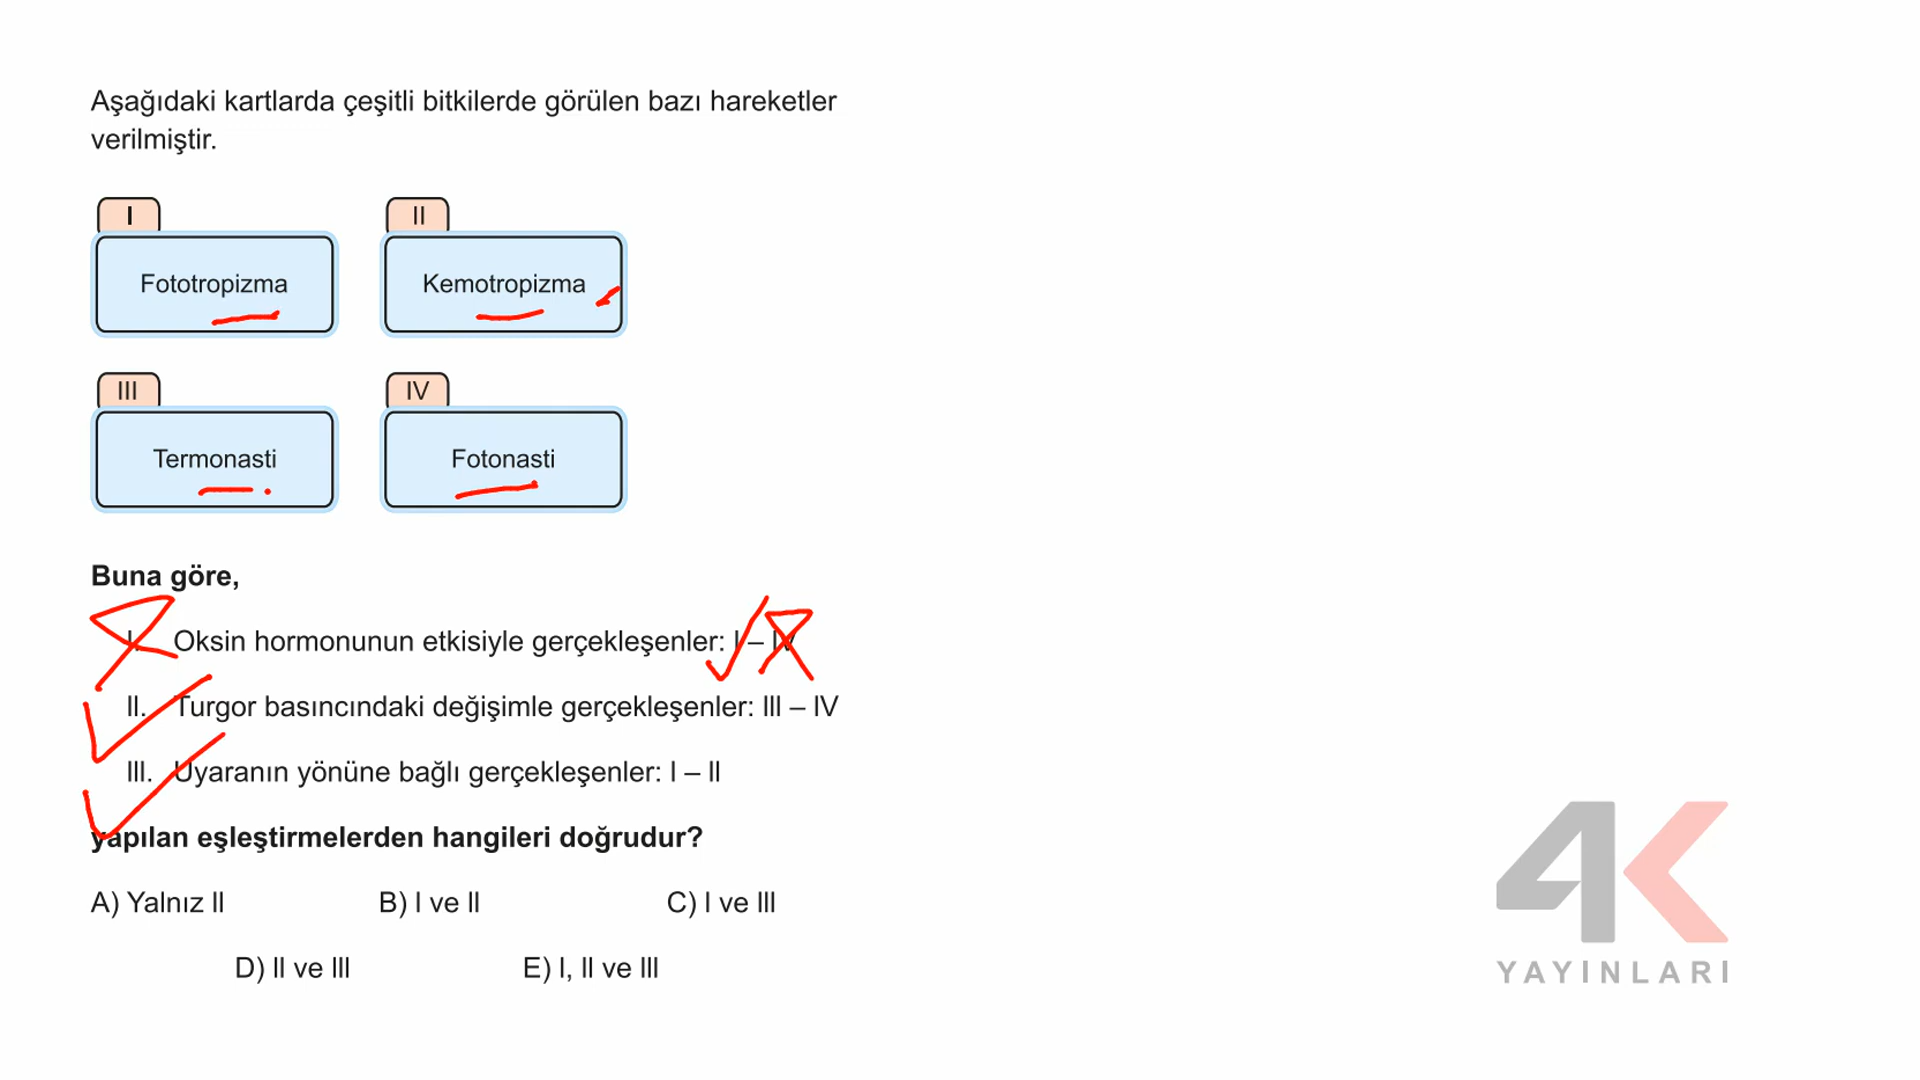 Aşağıdaki kartlarda çeşitli bitkilerde görülen bazı hareketler
verilmiştir.
I
II
Fototropizma
Kemotropizma
III
IV
Termonasti
Fotonasti
Buna göre,
I. Oksin hormonunun etkisiyle gerçekleşenler: I – IV
II. Turgor basıncındaki değişimle gerçekleşenler: III – IV
III. Uyaranın yönüne bağlı gerçekleşenler: I – II
yapılan eşleştirmelerden hangileri doğrudur?
A) Yalnız II B) I ve II C) I ve III
D) II ve III E) I, II ve III
4K
YAYINLARI